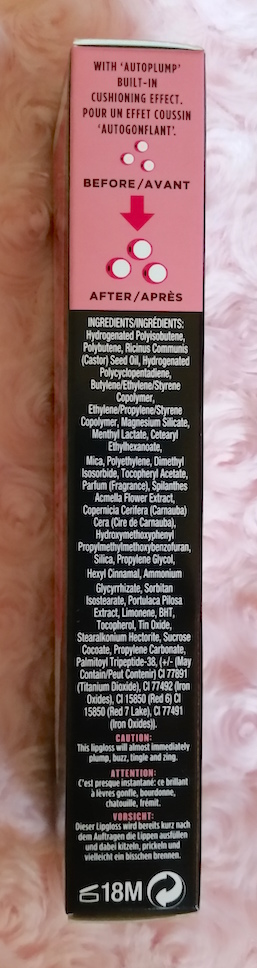 WITH 'AUTOPLUMP'
BUILT-IN
CUSHIONING EFFECT.
POUR UN EFFET COUSSIN
'AUTOGONFLANT'.
BEFORE/AVANT
AFTER/APRÈS
INGREDIENTS/INGRÉDIENTS:
Hydrogenated Polyisobutene,
Polybutene, Ricinus Communis
(Castor) Seed Oil, Hydrogenated
Polycyclopentadiene,
Butylene/Ethylene/Styrene
Copolymer,
Ethylene/Propylene/Styrene
Copolymer, Magnesium Silicate,
Menthyl Lactate, Cetearyl
Ethylhexanoate,
Mica, Polyethylene, Dimethyl
Isosorbide, Tocopheryl Acetate,
Parfum (Fragrance), Spilanthes
Acmella Flower Extract,
Copernicia Cerifera (Carnauba)
Cera (Cire de Carnauba),
Hydroxymethoxyphenyl
Propylmethylmethoxybenzofuran,
Silica, Propylene Glycol,
Hexyl Cinnamal, Ammonium
Glycyrrhizate, Sorbitan
Isostearate, Portulaca Pilosa
Extract, Limonene, BHT,
Tocopherol, Tin Oxide,
Stearalkonium Hectorite, Sucrose
Cocoate, Propylene Carbonate,
Palmitoyl Tripeptide-38, (+/- (May
Contain/Peut Contenir) CI 77891
(Titanium Dioxide), CI 77492 (Iron
Oxides), CI 15850 (Red 6) CI
15850 (Red 7 Lake), CI 77491
(Iron Oxides)).
CAUTION:
This lipgloss will almost immediately
plump, buzz, tingle and zing.
ATTENTION:
C'est presque instantané: ce brillant
à lèvres gonfle, bourdonne,
chatouille, frémit.
VORSICHT:
Dieser Lipgloss wird bereits kurz nach
dem Auftragen die Lippen ausfüllen
und dabei kitzeln, prickeln und
vielleicht ein bisschen brennen.
18M